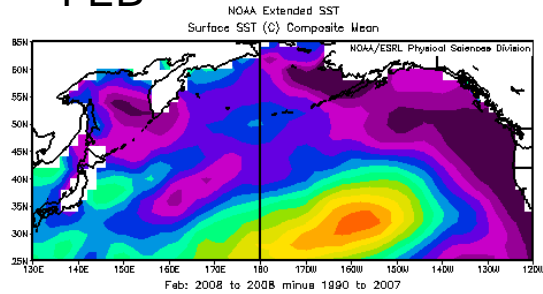 FEB
NOAA Extended SST
Surface SST (C) Composite Mean
NOAA/ESRL Physical Sciences Division
65N
60N
55N
50N
45N
40N
35N
30N
25N
130E 140E 150E 160E 170E 180 170W 160W 150W 140W 130W 120W
Feb: 2008 to 2008 minus 1990 to 2007